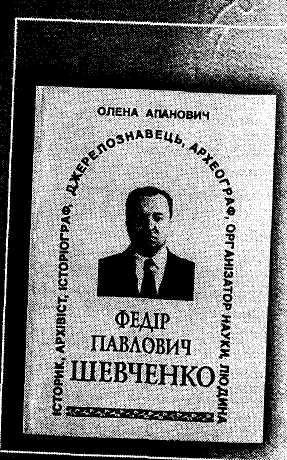 ОЛЕНА АПАНОВИЧ
ІСТОРИК, АРХІВІСТ, ІСТОРІОГРАФ, ДЖЕРЕЛОЗНАВЕЦЬ, АРХЕОГРАФ, ОРГАНІЗАТОР НАУКИ, ЛЮДИНА
ФЕДІР
ПАВЛОВИЧ
ШЕВЧЕНКО